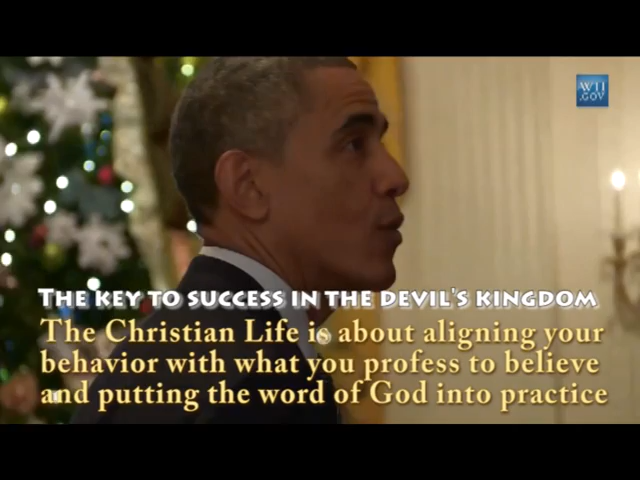 WH
.GOV
THE KEY TO SUCCESS IN THE DEVIL'S KINGDOM
The Christian Life is about aligning your
behavior with what you profess to believe
and putting the word of God into practice